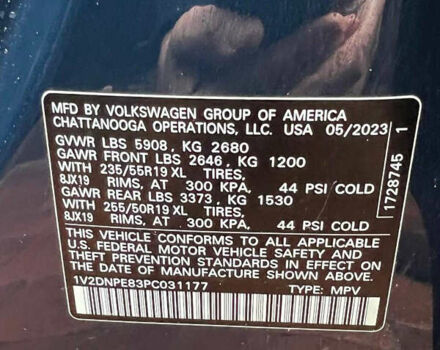 MFD BY VOLKSWAGEN GROUP OF AMERICA
CHATTANOOGA OPERATIONS, LLC. USA 05/2023
GVWR LBS 5908, KG 2680
GAWR FRONT LBS 2646, KG 1200
WITH 235/55R19 XL TIRES,
8JX19 RIMS, AT 300 KPA, 44 PSI COLD
GAWR REAR LBS 3373, KG 1530
WITH 255/50R19 XL TIRES,
8JX19 RIMS, AT 300 KPA, 44 PSI COLD
THIS VEHICLE CONFORMS TO ALL APPLICABLE
U.S. FEDERAL MOTOR VEHICLE SAFETY AND
THEFT PREVENTION STANDARDS IN EFFECT ON
THE DATE OF MANUFACTURE SHOWN ABOVE.
1V2DNPE83PC031177 TYPE: MPV
1728745 1